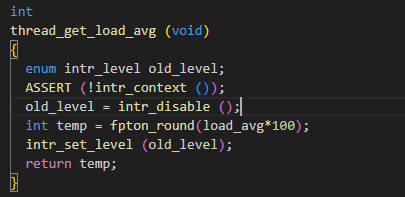 int
thread_get_load_avg (void)
{
enum intr_level old_level;
ASSERT (!intr_context ());
old_level = intr_disable ();
int temp = fpton_round(load_avg*100);
intr_set_level (old_level);
return temp;
}